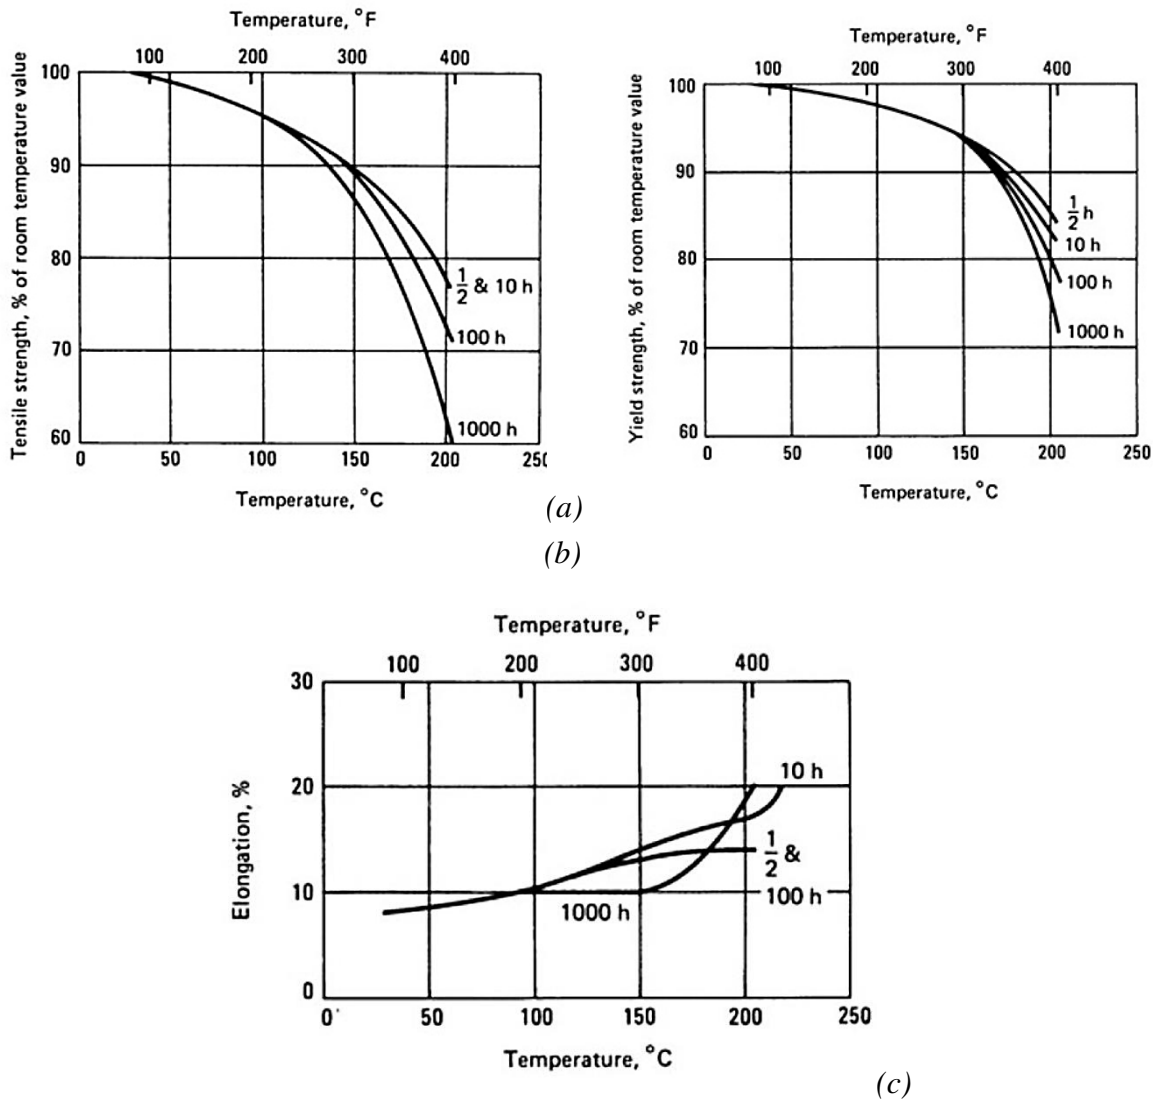 Temperature, °F
100 200 300 400
Tensile strength, % of room temperature value
100
90
80
70
60
1/2 & 10 h
100 h
1000 h
0 50 100 150 200 25
Temperature, °C
(a)
Temperature, °F
100 200 300 400
Yield strength, % of room temperature value
100
90
80
70
60
1/2 h
10 h
100 h
1000 h
0 50 100 150 200 250
Temperature, °C
(b)
Temperature, °F
100 200 300 400
Elongation, %
30
20
10
0
10 h
1/2 &
100 h
1000 h
0 50 100 150 200 250
Temperature, °C
(c)